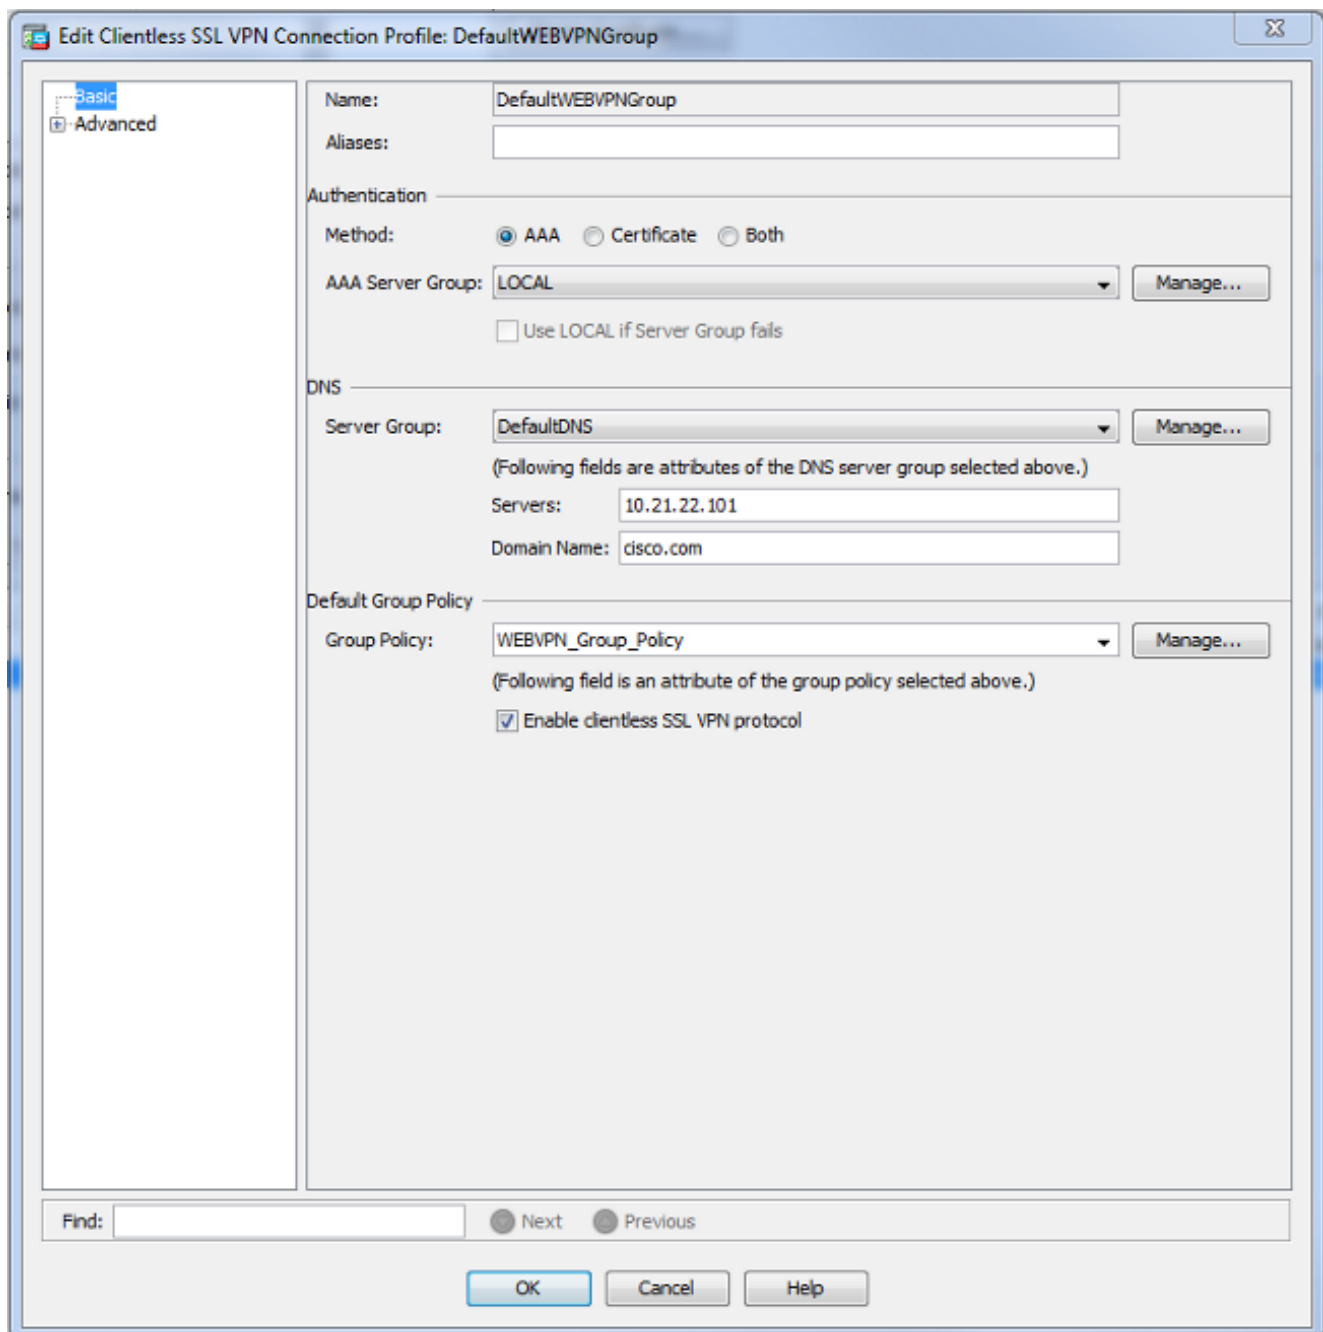 Edit Clientless SSL VPN Connection Profile: DefaultWEBVPNGroup
Basic
Advanced
Name: DefaultWEBVPNGroup
Aliases:
Authentication
Method: AAA Certificate Both
AAA Server Group: LOCAL Manage...
Use LOCAL if Server Group fails
DNS
Server Group: DefaultDNS Manage...
(Following fields are attributes of the DNS server group selected above.)
Servers: 10.21.22.101
Domain Name: cisco.com
Default Group Policy
Group Policy: WEBVPN_Group_Policy Manage...
(Following field is an attribute of the group policy selected above.)
Enable clientless SSL VPN protocol
Find: Next Previous
OK Cancel Help